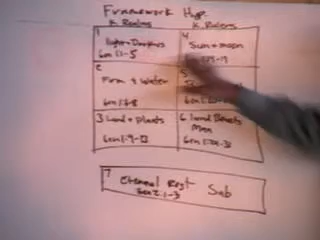 Framework Hyp
K. Realms K. Rulers
1
Light + Darkness
Gen 1:1-5
4
Sun + moon
2
Firm + Water
Gen 1:6-8
5
3 Land + Plants
Gen 1:9-13
6 land Beasts
Man
Gen 1:24-31
7
Eternal Rest Sab
Gen 2:1-3